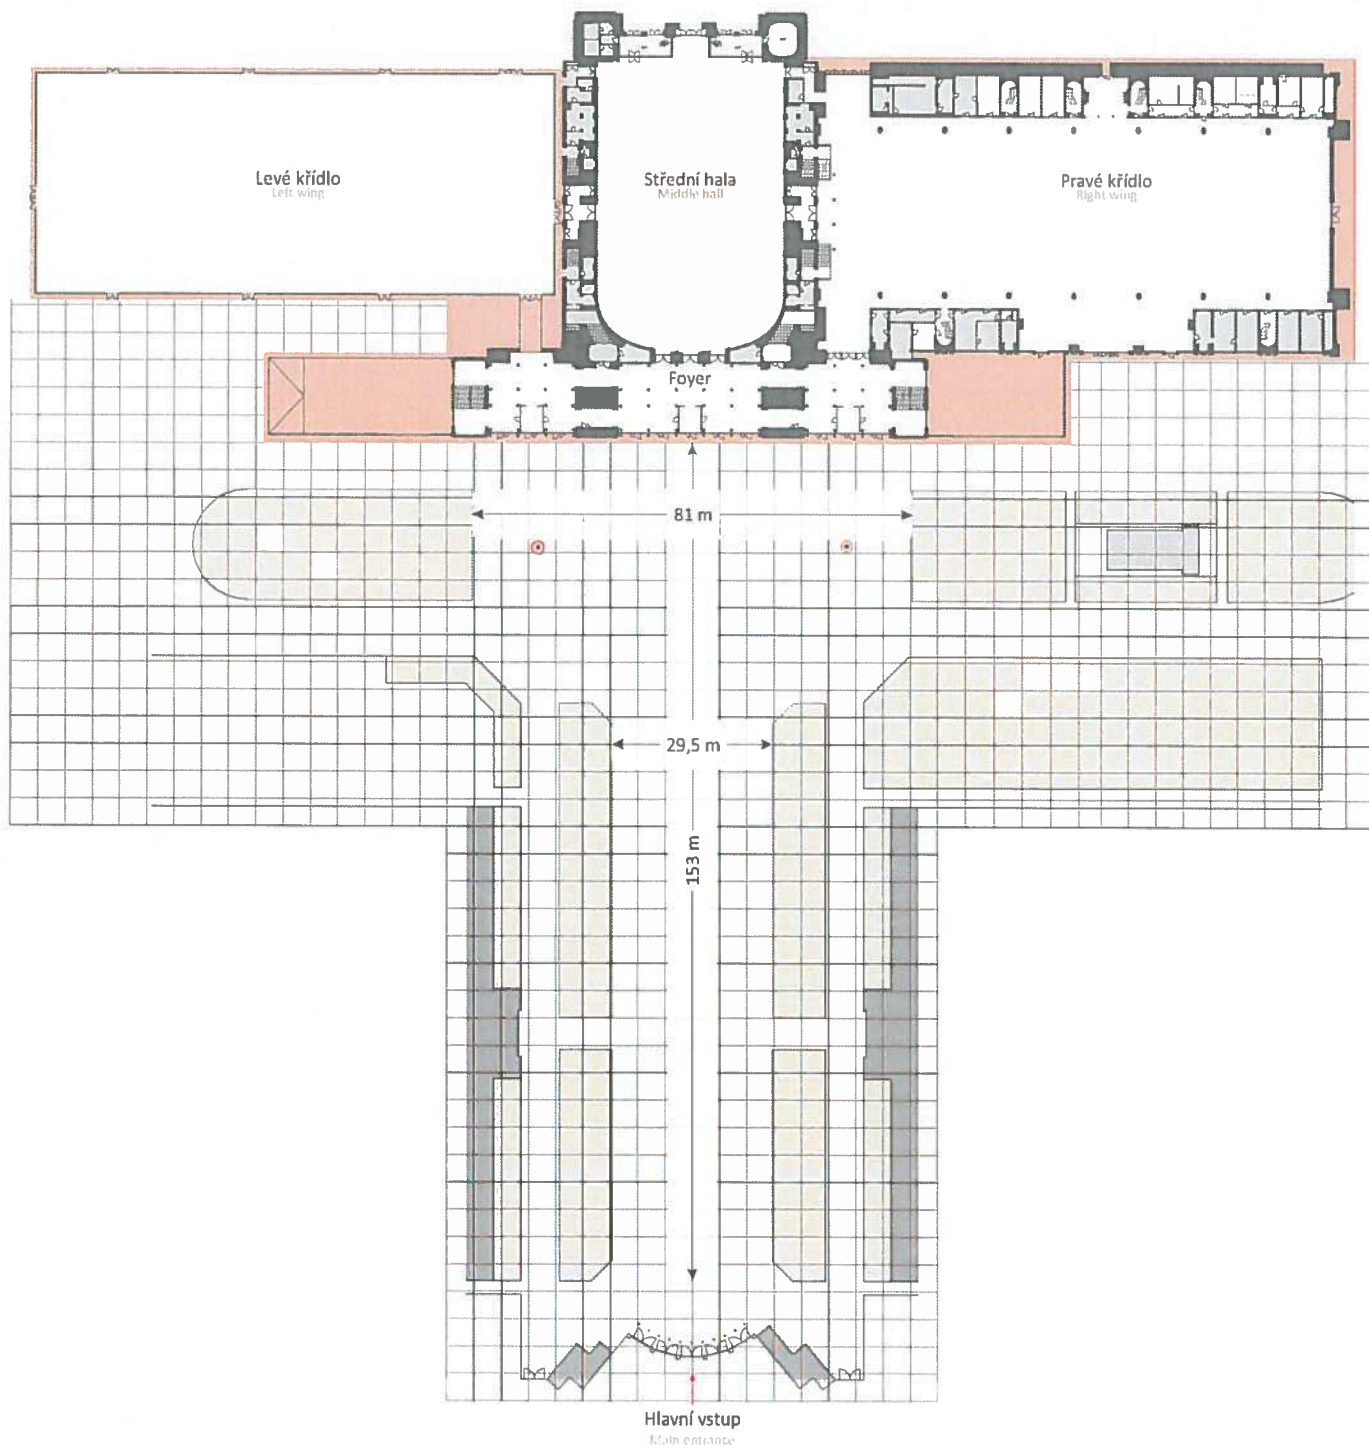 Levé křídlo
Left wing
Střední hala
Middle hall
Pravé křídlo
Right wing
Foyer
81 m
29,5 m
153 m
Hlavní vstup
Main entrance